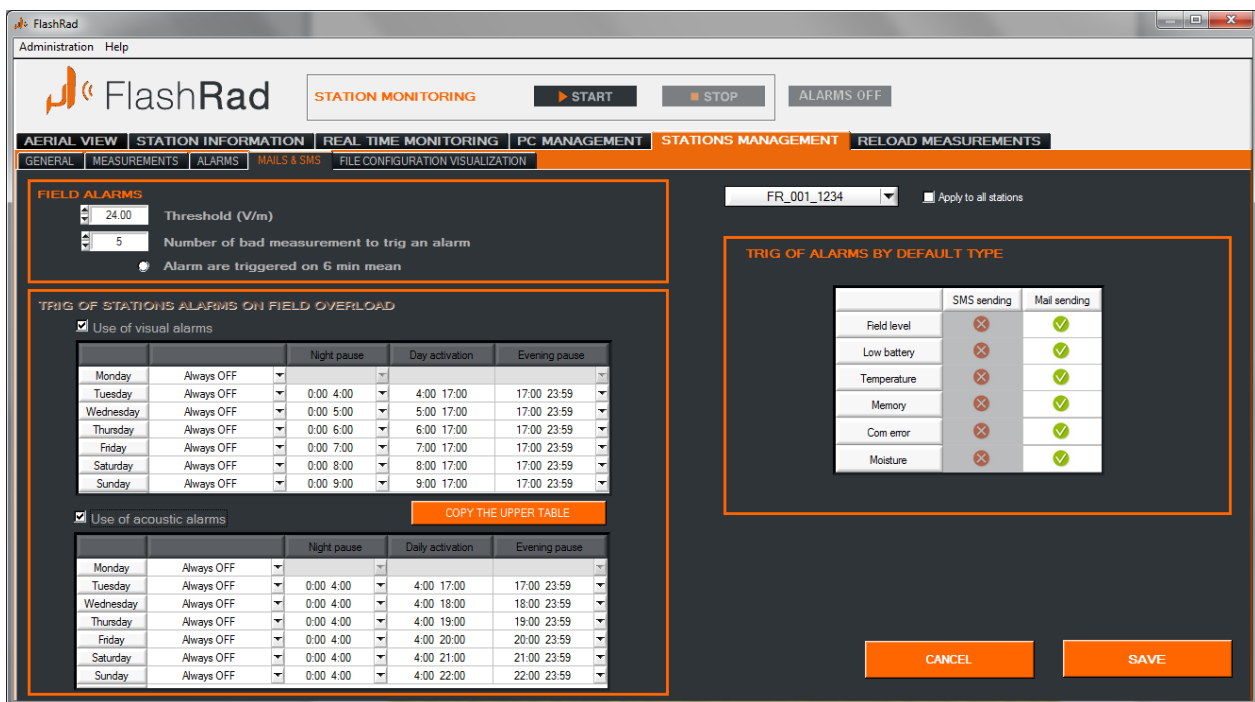 FlashRad
Administration Help
FlashRad
STATION MONITORING START STOP ALARMS OFF
AERIAL VIEW STATION INFORMATION REAL TIME MONITORING PC MANAGEMENT STATIONS MANAGEMENT RELOAD MEASUREMENTS
GENERAL MEASUREMENTS ALARMS MAILS & SMS FILE CONFIGURATION VISUALIZATION
FIELD ALARMS
24.00 Threshold (V/m)
5 Number of bad measurement to trig an alarm
Alarm are triggered on 6 min mean
TRIG OF STATIONS ALARMS ON FIELD OVERLOAD
Use of visual alarms
Night pause Day activation Evening pause
Monday Always OFF
Tuesday Always OFF 0:00 4:00 4:00 17:00 17:00 23:59
Wednesday Always OFF 0:00 5:00 5:00 17:00 17:00 23:59
Thursday Always OFF 0:00 6:00 6:00 17:00 17:00 23:59
Friday Always OFF 0:00 7:00 7:00 17:00 17:00 23:59
Saturday Always OFF 0:00 8:00 8:00 17:00 17:00 23:59
Sunday Always OFF 0:00 9:00 9:00 17:00 17:00 23:59
Use of acoustic alarms
COPY THE UPPER TABLE
Night pause Daily activation Evening pause
Monday Always OFF
Tuesday Always OFF 0:00 4:00 4:00 17:00 17:00 23:59
Wednesday Always OFF 0:00 4:00 4:00 18:00 18:00 23:59
Thursday Always OFF 0:00 4:00 4:00 19:00 19:00 23:59
Friday Always OFF 0:00 4:00 4:00 20:00 20:00 23:59
Saturday Always OFF 0:00 4:00 4:00 21:00 21:00 23:59
Sunday Always OFF 0:00 4:00 4:00 22:00 22:00 23:59
FR_001_1234 Apply to all stations
TRIG OF ALARMS BY DEFAULT TYPE
SMS sending Mail sending
Field level
Low battery
Temperature
Memory
Com error
Moisture
CANCEL SAVE